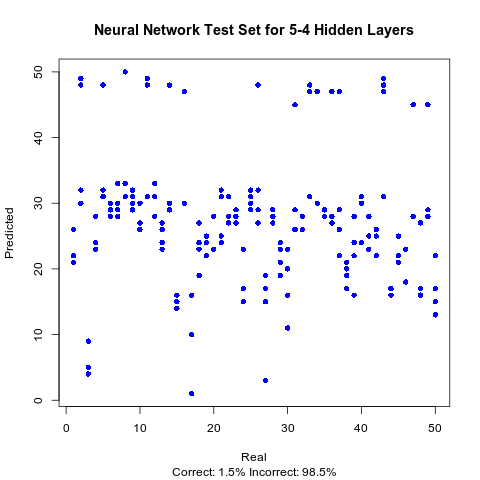 Neural Network Test Set for 5-4 Hidden Layers
Predicted
50
40
30
20
10
0
0 10 20 30 40 50
Real
Correct: 1.5% Incorrect: 98.5%